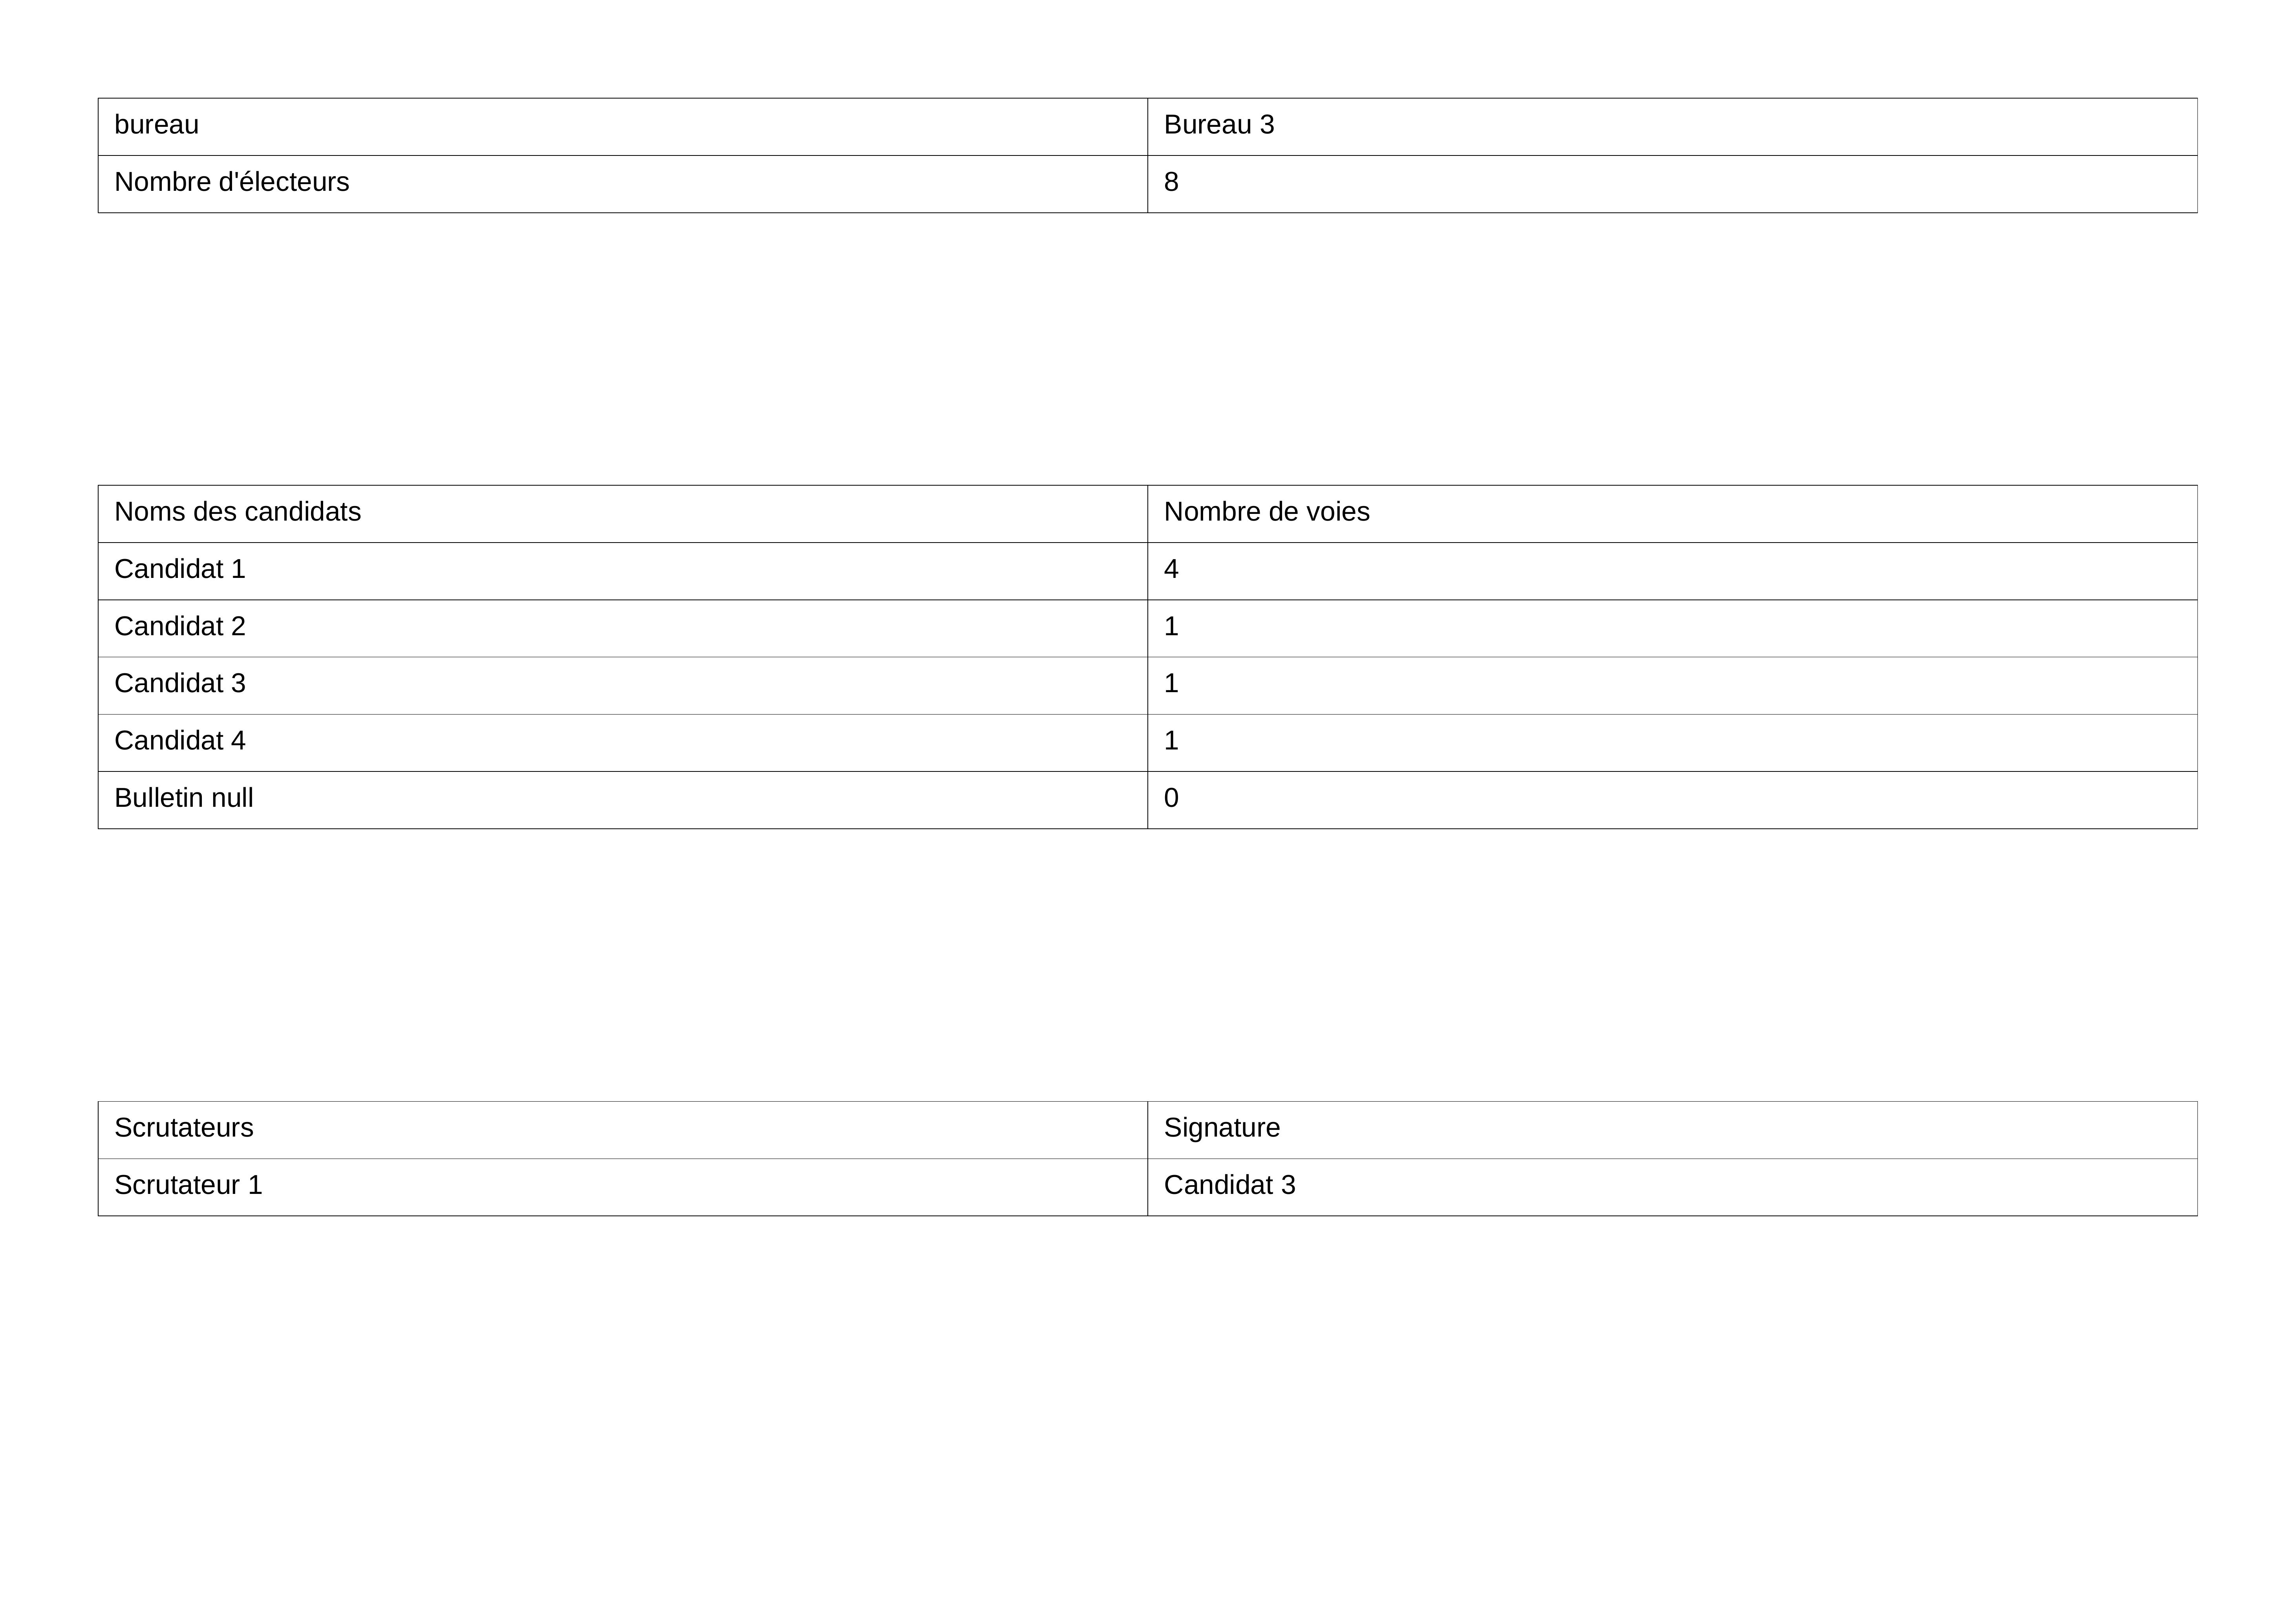 bureau Bureau 3
Nombre d'électeurs 8
Noms des candidats Nombre de voies
Candidat 1 4
Candidat 2 1
Candidat 3 1
Candidat 4 1
Bulletin null 0
Scrutateurs Signature
Scrutateur 1 Candidat 3